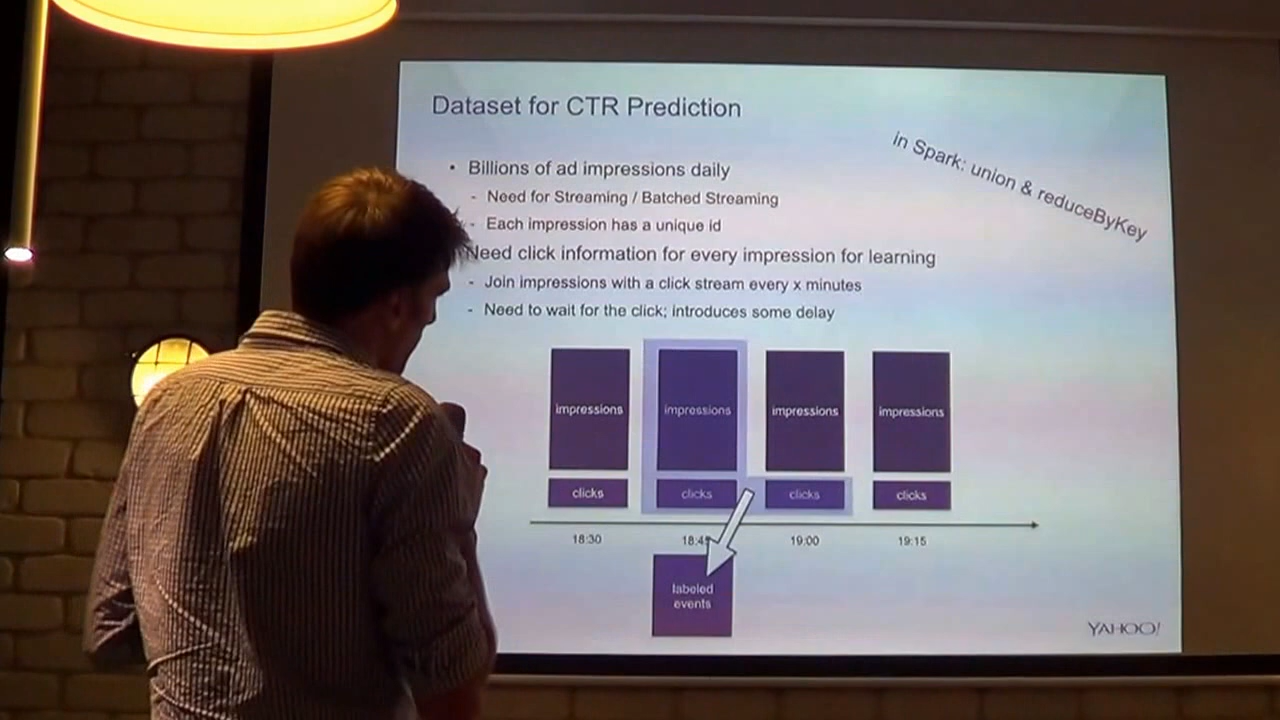 Dataset for CTR Prediction
in Spark: union & reduceByKey
• Billions of ad impressions daily
- Need for Streaming / Batched Streaming
- Each impression has a unique id
Need click information for every impression for learning
- Join impressions with a click stream every x minutes
- Need to wait for the click; introduces some delay
impressions impressions impressions impressions
clicks clicks clicks clicks
18:30 18:45 19:00 19:15
labeled
events
YAHOO!